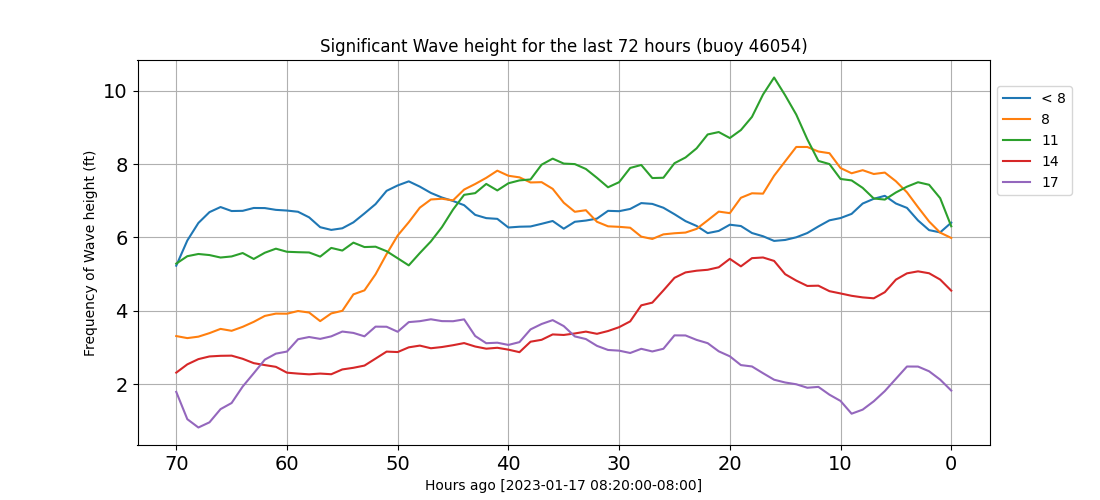 Significant Wave height for the last 72 hours (buoy 46054)
Frequency of Wave height (ft)
10
8
6
4
2
70 60 50 40 30 20 10 0
Hours ago [2023-01-17 08:20:00-08:00]
< 8
8
11
14
17